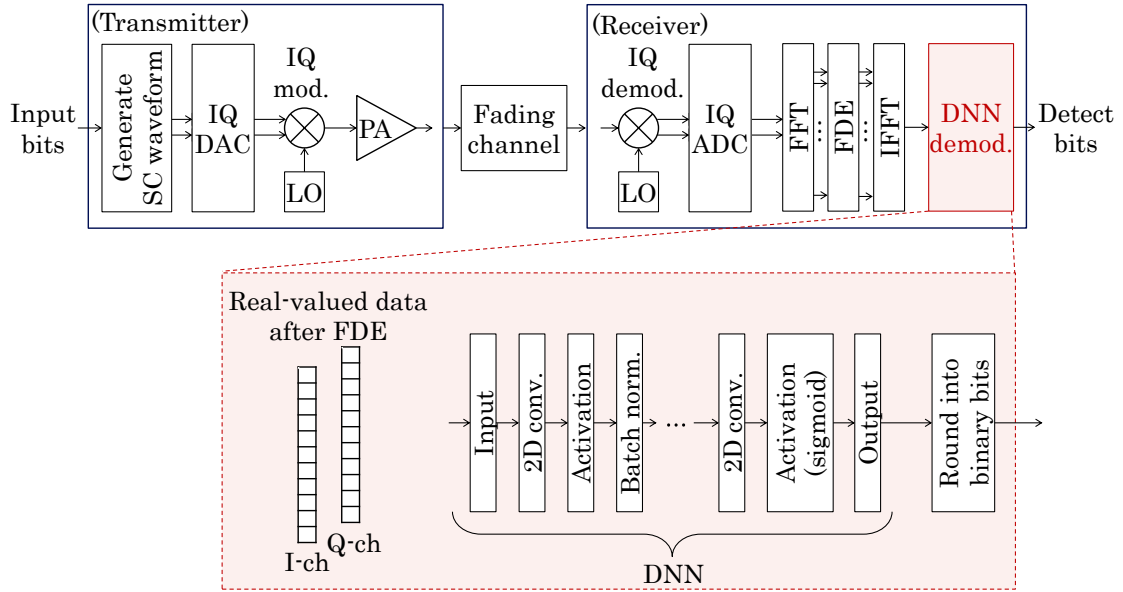 (Transmitter)
Input
bits
Generate
SC waveform
IQ
DAC
IQ
mod.
LO
PA
Fading
channel
(Receiver)
IQ
demod.
LO
IQ
ADC
FFT
...
FDE
...
IFFT
DNN
demod.
Detect
bits
Real-valued data
after FDE
I-ch
Q-ch
Input
2D conv.
Activation
Batch norm.
...
2D conv.
Activation
(sigmoid)
Output
DNN
Round into
binary bits